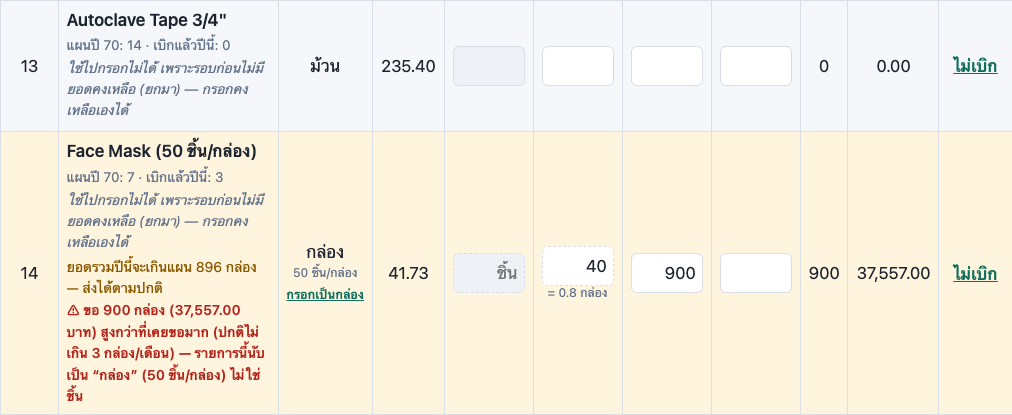 Autoclave Tape 3/4"
แผนปี 70: 14 · เบิกแล้วปีนี้: 0
13
ใช้ไปกรอกไม่ได้ เพราะรอบก่อนไม่มี
ยอดคงเหลือ (ยกมา) — กรอกคง
เหลือเองได้
ม้วน
235.40
0
0.00
ไม่เบิก
Face Mask (50 ชิ้น/กล่อง)
แผนปี 70: 7 · เบิกแล้วปีนี้: 3
ใช้ไปกรอกไม่ได้ เพราะรอบก่อนไม่มี
ยอดคงเหลือ (ยกมา) — กรอกคง
เหลือเองได้
ยอดรวมปีนี้จะเกินแผน 896 กล่อง
— ส่งได้ตามปกติ
⚠ ขอ 900 กล่อง (37,557.00
บาท) สูงกว่าที่เคยขอมาก (ปกติไม่
เกิน 3 กล่อง/เดือน) — รายการนี้นับ
เป็น “กล่อง” (50 ชิ้น/กล่อง) ไม่ใช่
ชิ้น
14
กล่อง
50 ชิ้น/กล่อง
กรอกเป็นกล่อง
41.73
ชิ้น
40
= 0.8 กล่อง
900
900
37,557.00
ไม่เบิก